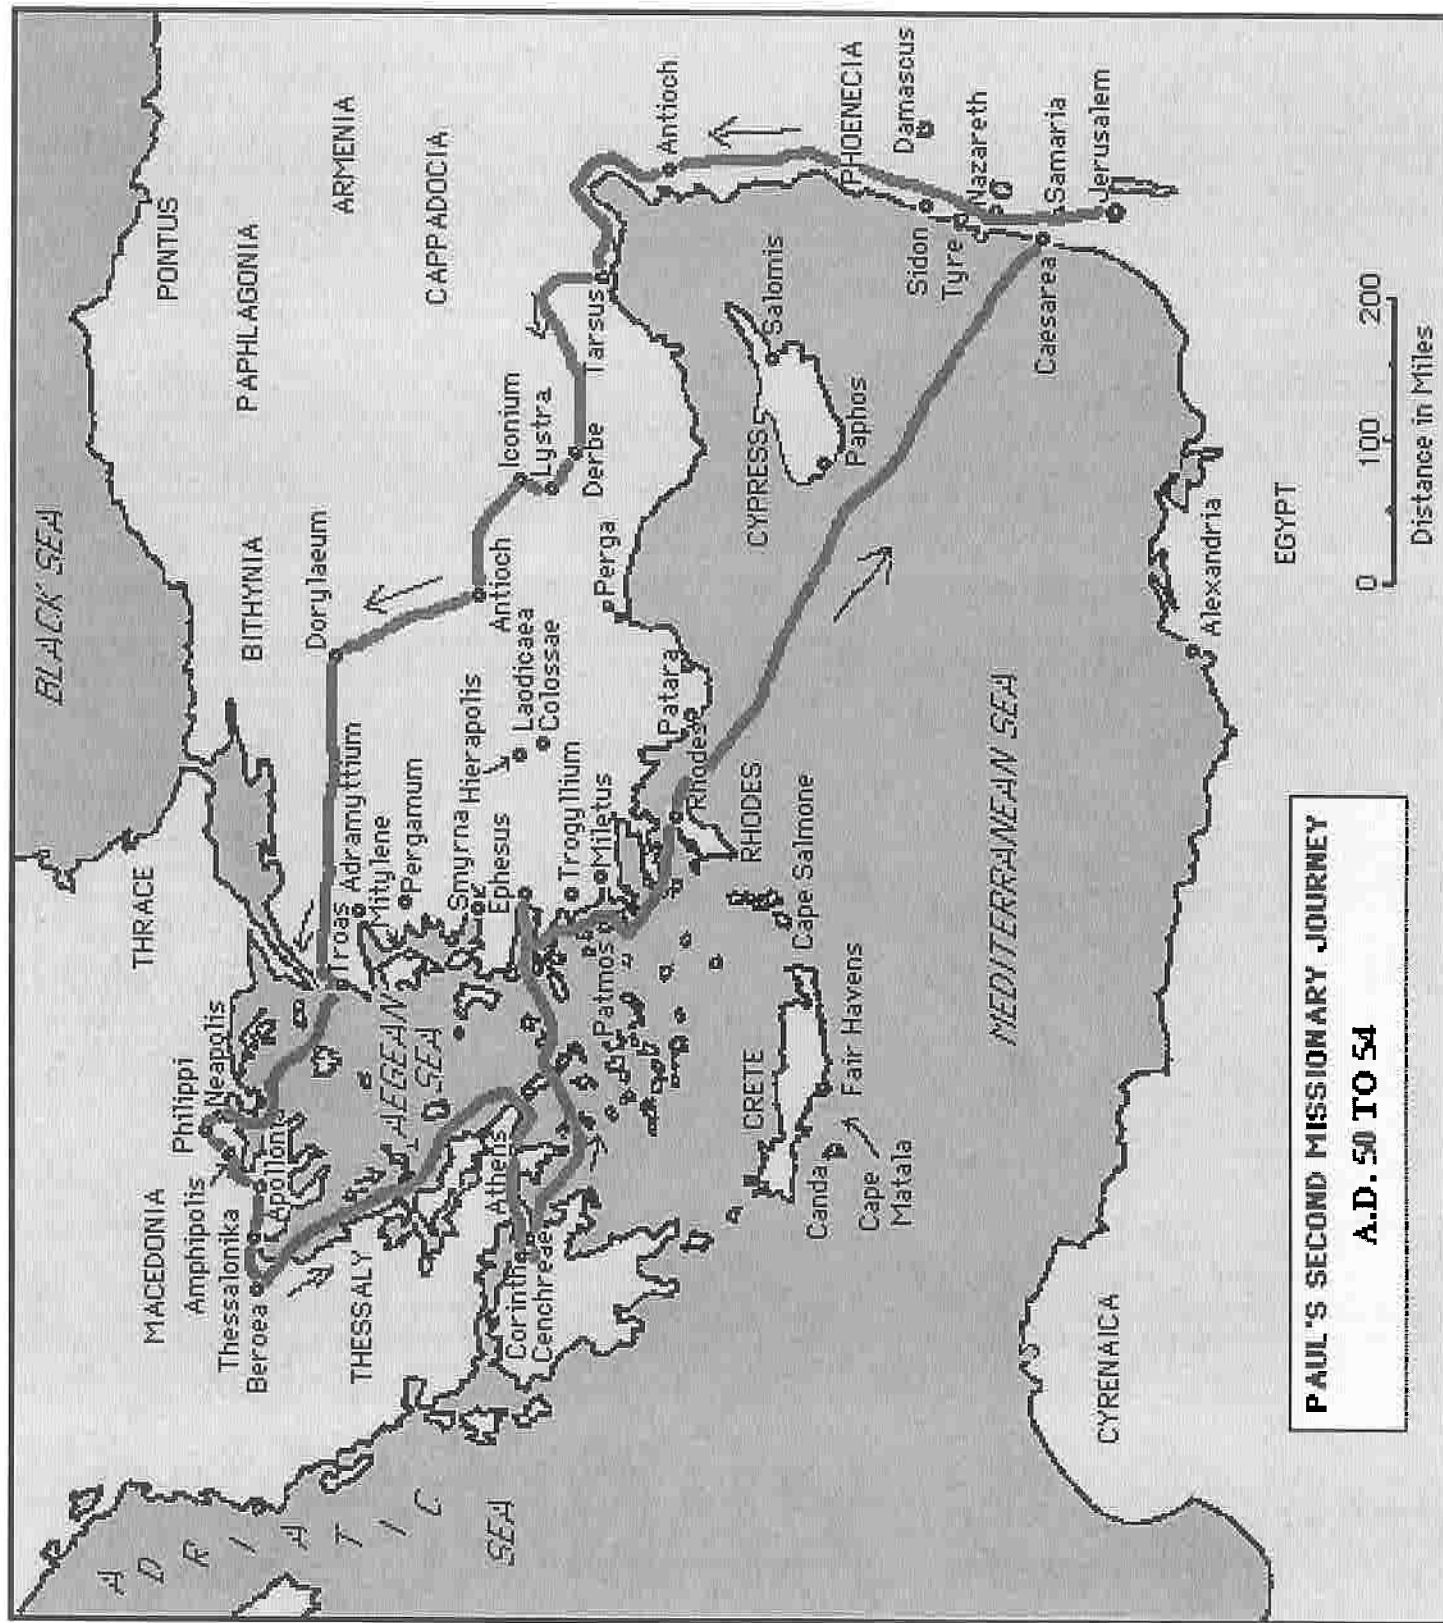 BLACK SEA
PONTUS
PAPHLAGONIA
ARMENIA
CAPPADOCIA
BITHYNIA
THRACE
MACEDONIA
Philippi
Neapolis
Amphipolis
Thessalonika
Beroea
Apollonia
THESSALY
AEGEAN
SEA
ADRIATIC
SEA
Dorylaeum
Troas
Adramyttium
Mitylene
Pergamum
Smyrna
Hierapolis
Ephesus
Laodicaea
Colossae
Antioch
Iconium
Lystra
Derbe
Tarsus
Antioch
Trogyllium
Miletus
Patmos
Athens
Corinth
Cenchreae
Perga
Patara
Rhodes
RHODES
Cape Salmone
CRETE
Fair Havens
Canda
Cape
Matala
CYPRESS
Salomis
Paphos
PHOENECIA
Damascus
Sidon
Tyre
Nazareth
Samaria
Caesarea
Jerusalem
MEDITERRANEAN SEA
Alexandria
EGYPT
CYRENAICA
0 100 200
Distance in Miles
PAUL'S SECOND MISSIONARY JOURNEY
A.D. 50 TO 54